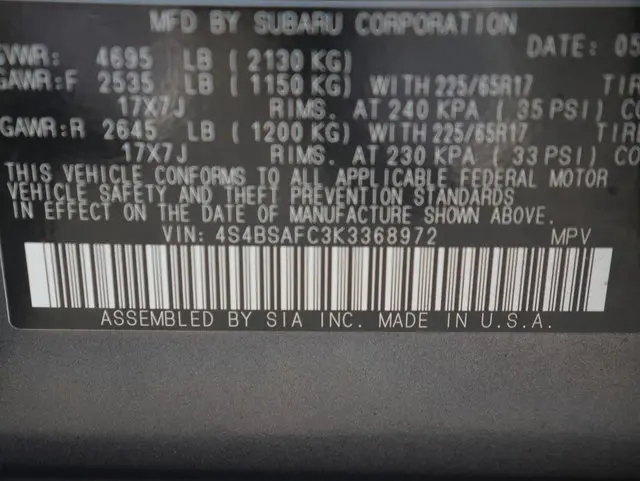 MFD BY SUBARU CORPORATION
GVWR: 4695 LB ( 2130 KG) DATE: 05
GAWR:F 2535 LB ( 1150 KG) WITH 225/65R17 TIR
17X7J RIMS. AT 240 KPA ( 35 PSI) CO
GAWR:R 2645 LB ( 1200 KG) WITH 225/65R17 TIR
17X7J RIMS. AT 230 KPA ( 33 PSI) CO
THIS VEHICLE CONFORMS TO ALL APPLICABLE FEDERAL MOTOR
VEHICLE SAFETY AND THEFT PREVENTION STANDARDS
IN EFFECT ON THE DATE OF MANUFACTURE SHOWN ABOVE.
VIN: 4S4BSAFC3K3368972 MPV
ASSEMBLED BY SIA INC. MADE IN U.S.A.